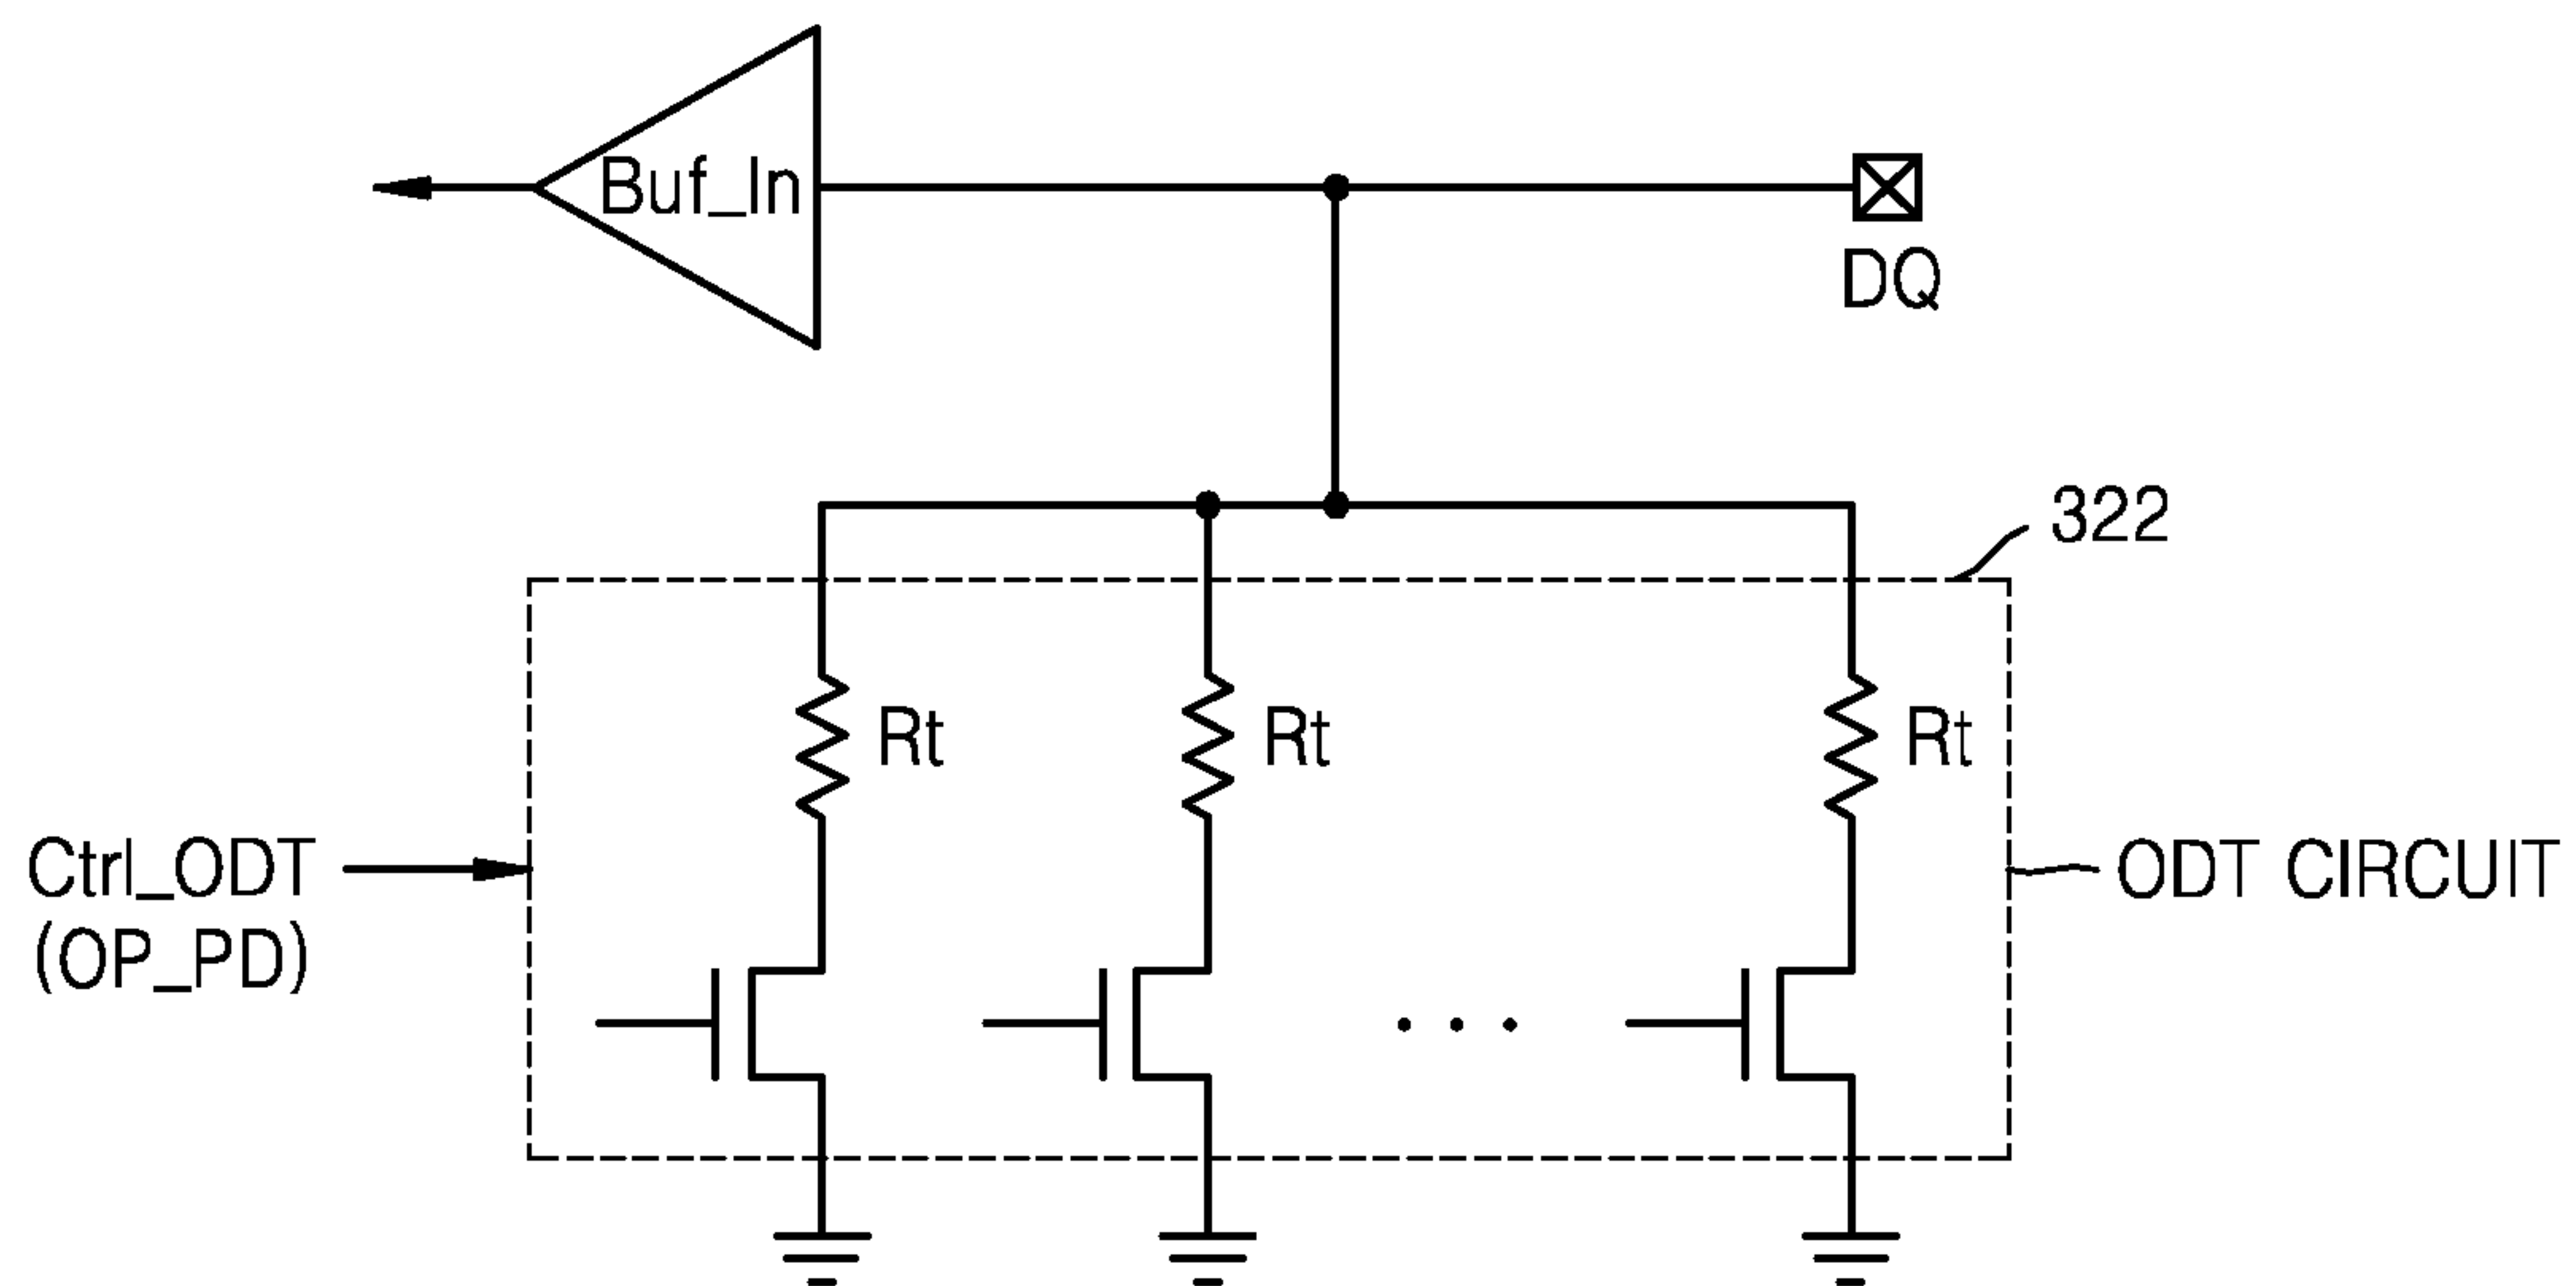 Buf_In
DQ
322
Rt
Rt
Rt
Ctrl_ODT
(OP_PD)
ODT CIRCUIT